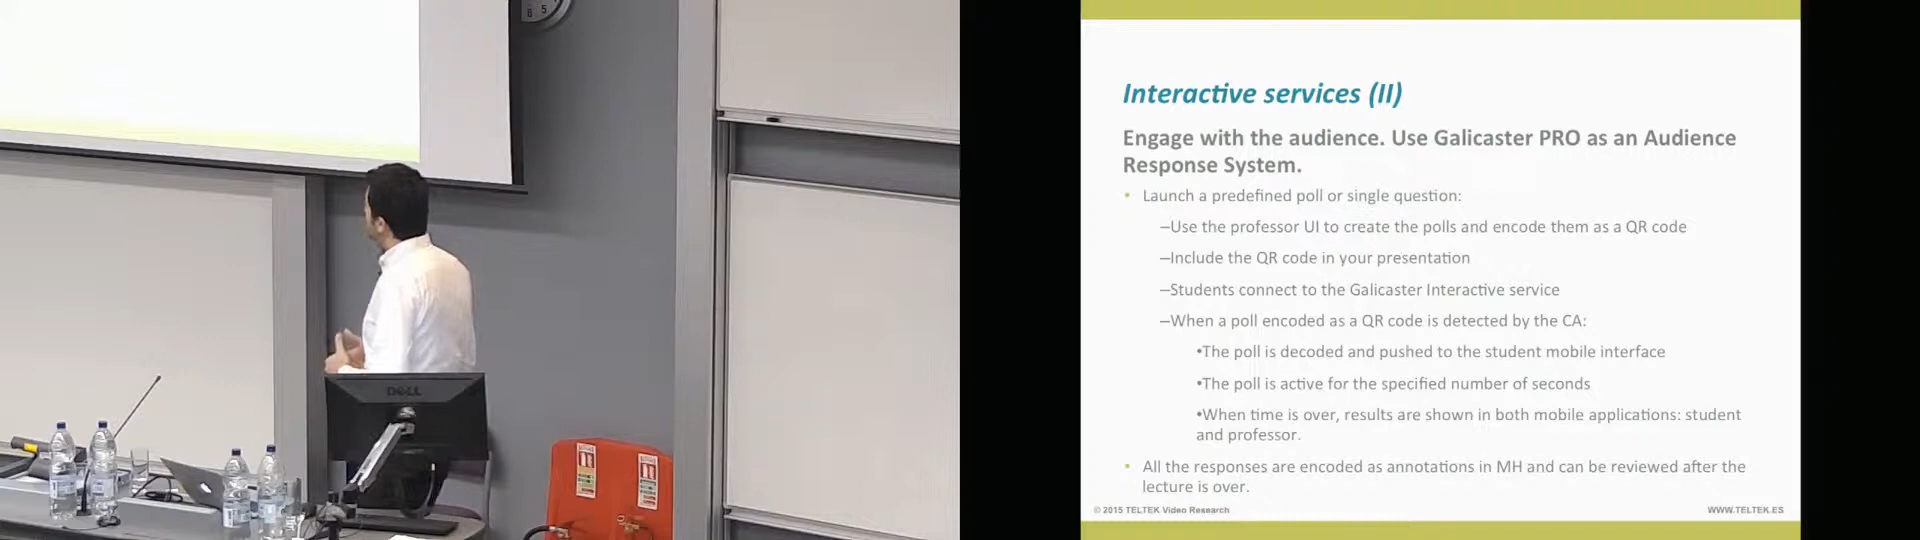 6 5
DELL
Interactive services (II)
Engage with the audience. Use Galicaster PRO as an Audience
Response System.
• Launch a predefined poll or single question:
–Use the professor UI to create the polls and encode them as a QR code
–Include the QR code in your presentation
–Students connect to the Galicaster Interactive service
–When a poll encoded as a QR code is detected by the CA:
•The poll is decoded and pushed to the student mobile interface
•The poll is active for the specified number of seconds
•When time is over, results are shown in both mobile applications: student
and professor.
• All the responses are encoded as annotations in MH and can be reviewed after the
lecture is over.
© 2015 TELTEK Video Research
WWW.TELTEK.ES